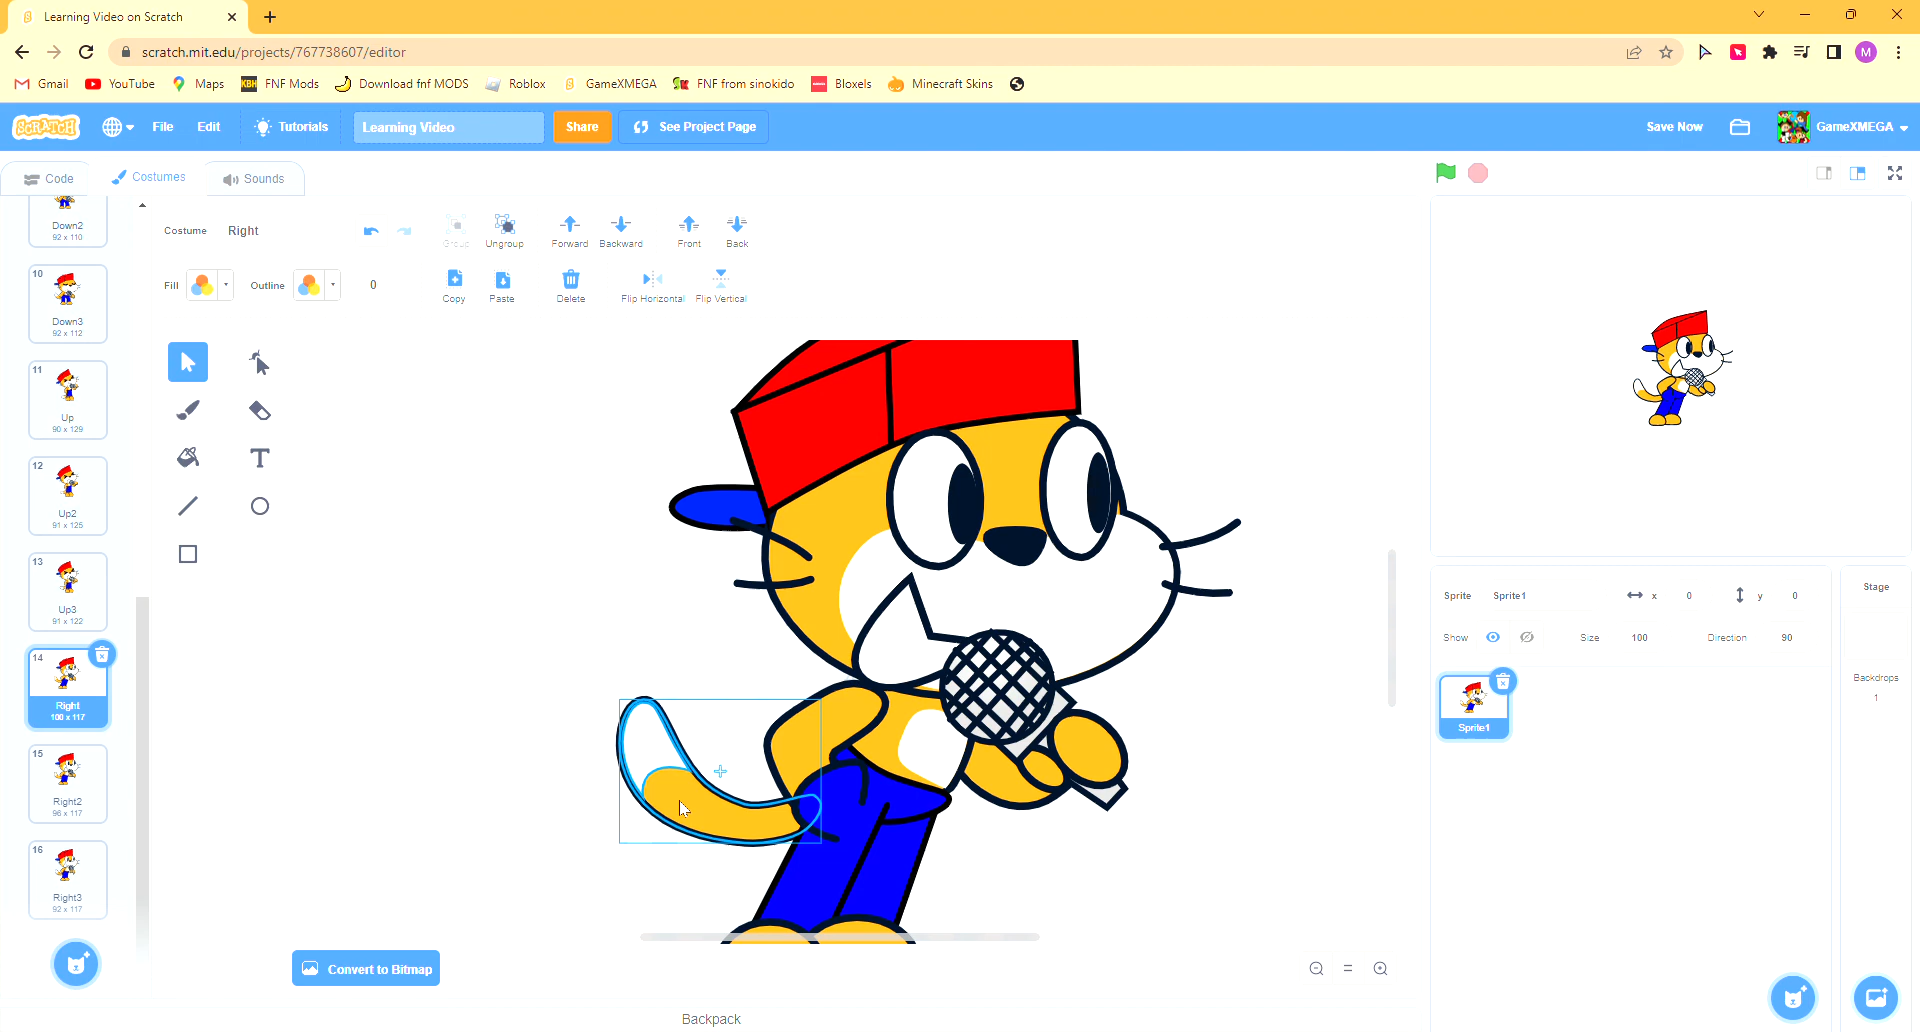 Learning Video on Scratch
scratch.mit.edu/projects/767738607/editor
M
Gmail YouTube Maps KBH FNF Mods Download fnf MODS Roblox GameXMEGA FNF from sinokido Bloxels Minecraft Skins
SCRATCH File Edit Tutorials Learning Video Share See Project Page Save Now GameXMEGA
Code Costumes Sounds
Down2
92 x 110
10
Down3
92 x 112
11
Up
90 x 129
12
Up2
91 x 125
13
Up3
91 x 122
14
Right
100 x 117
15
Right2
96 x 117
16
Right3
92 x 117
Costume Right
Group Ungroup Forward Backward Front Back
Fill Outline 0
Copy Paste Delete Flip Horizontal Flip Vertical
T
Convert to Bitmap
Backpack
Sprite Sprite1 x 0 y 0
Show Size 100 Direction 90
Sprite1
Stage
Backdrops
1